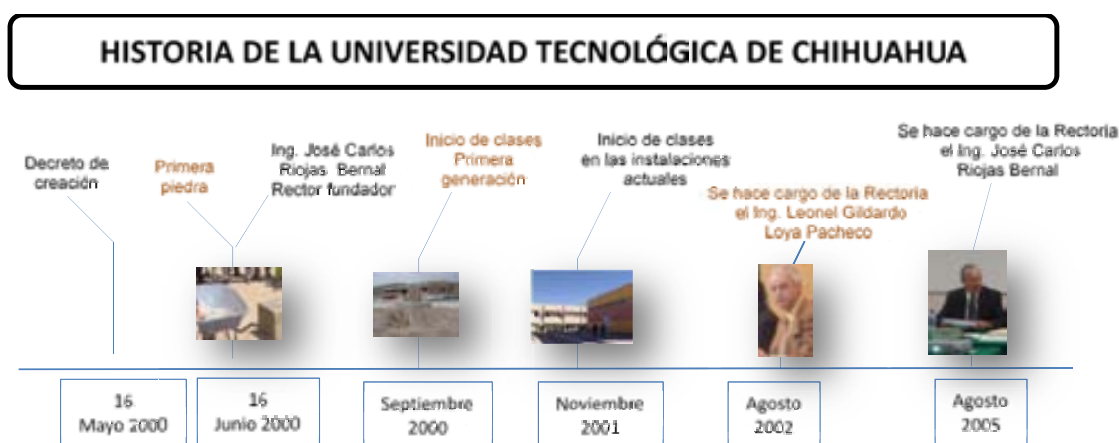 HISTORIA DE LA UNIVERSIDAD TECNOLÓGICA DE CHIHUAHUA
Decreto de
creación
Primera
piedra
Ing. José Carlos
Riojas Bernal
Rector fundador
Inicio de clases
Primera
generación
Inicio de clases
en las instalaciones
actuales
Se hace cargo de la Rectoria
el Ing. Leonel Gildardo
Loya Pacheco
Se hace cargo de la Rectoria
el Ing. José Carlos
Riojas Bernal
16
Mayo 2000
16
Junio 2000
Septiembre
2000
Noviembre
2001
Agosto
2002
Agosto
2005